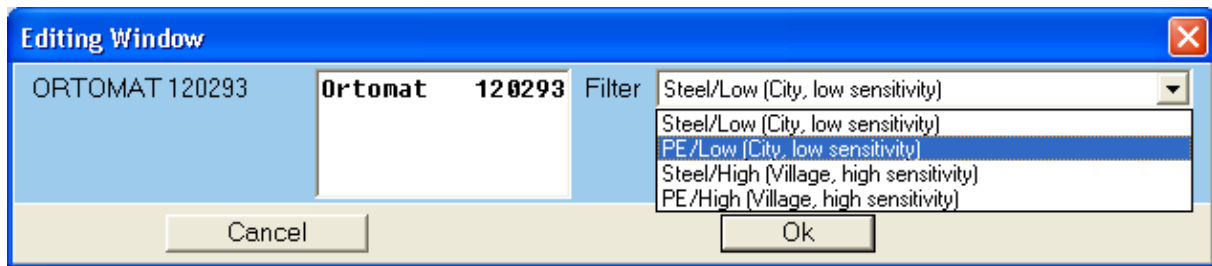 Editing Window
ORTOMAT 120293
Ortomat 120293
Filter
Steel/Low (City, low sensitivity)
Steel/Low (City, low sensitivity)
PE/Low (City, low sensitivity)
Steel/High (Village, high sensitivity)
PE/High (Village, high sensitivity)
Cancel
Ok